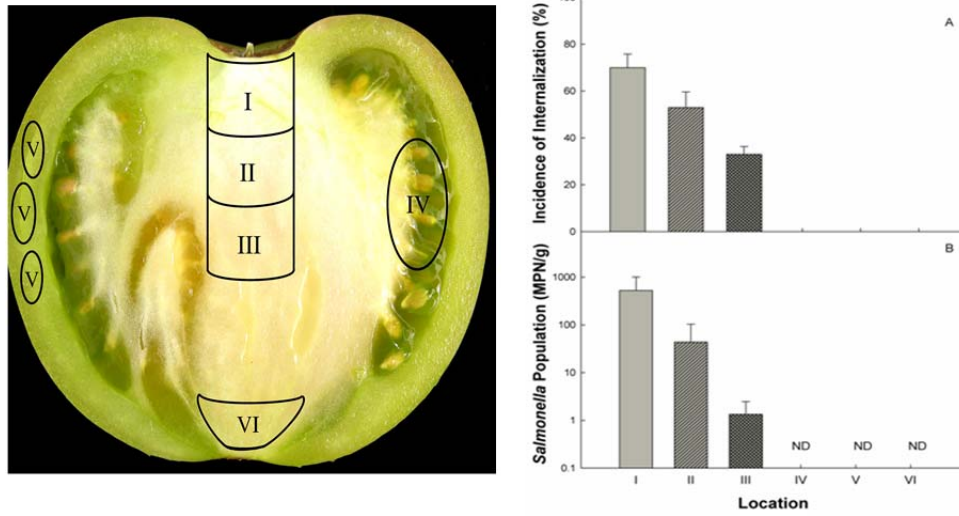 I
II
III
IV
V
V
V
VI
A
Incidence of Internalization (%)
80
60
40
20
0
B
Salmonella Population (MPN/g)
1000
100
10
1
0.1
ND
ND
ND
I II III IV V VI
Location